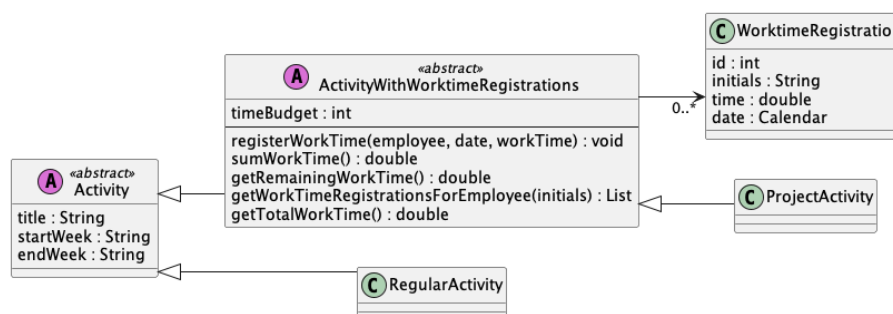 C WorktimeRegistratio
id : int
initials : String
time : double
date : Calendar
A «abstract»
ActivityWithWorktimeRegistrations
timeBudget : int
registerWorkTime(employee, date, workTime) : void
sumWorkTime() : double
getRemainingWorkTime() : double
getWorkTimeRegistrationsForEmployee(initials) : List
getTotalWorkTime() : double
0..*
A «abstract»
Activity
title : String
startWeek : String
endWeek : String
C ProjectActivity
C RegularActivity